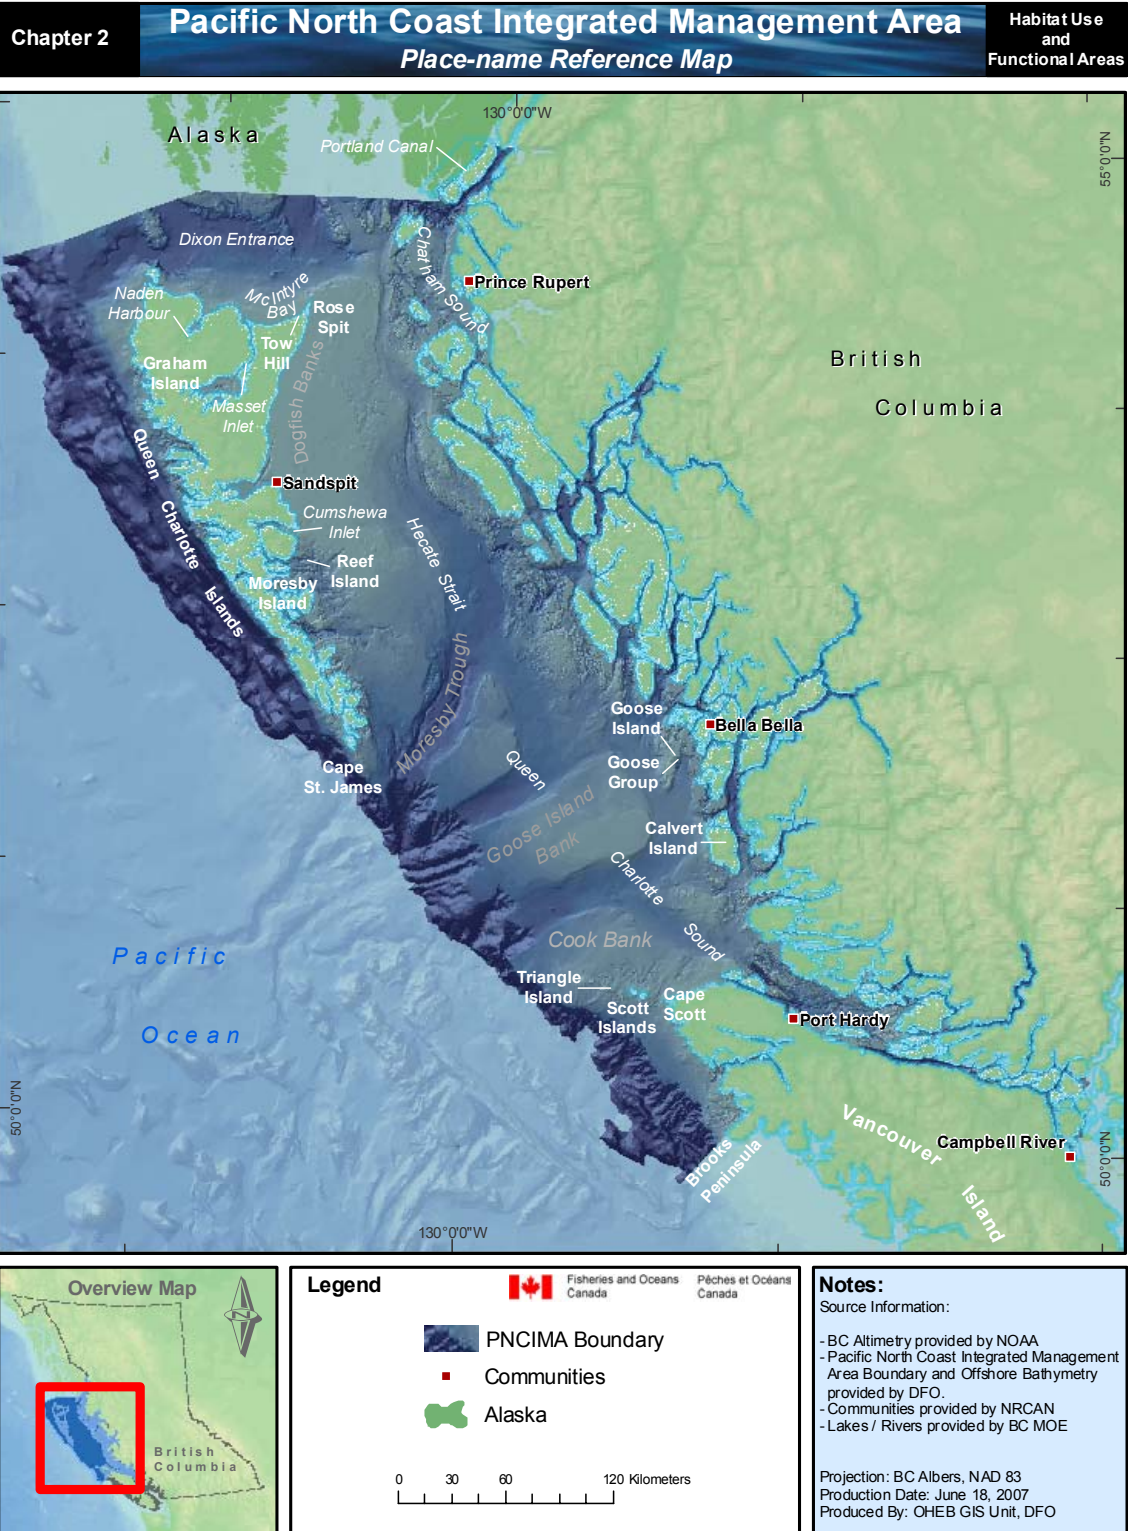 Chapter 2
Pacific North Coast Integrated Management Area
Place-name Reference Map
Habitat Use
and
Functional Areas
130°0'0"W
Alaska
Portland Canal
55°0'0"N
Dixon Entrance
Chatham Sound
Prince Rupert
Naden
Harbour
McIntyre
Bay
Rose
Spit
Tow
Hill
Graham
Island
Masset
Inlet
Dogfish Banks
British
Columbia
Queen
Charlotte
Islands
Sandspit
Cumshewa
Inlet
Reef
Island
Moresby
Island
Hecate Strait
Moresby Trough
Goose
Island
Bella Bella
Goose
Group
Cape
St. James
Queen
Charlotte
Sound
Goose Island
Bank
Calvert
Island
Cook Bank
Pacific
Ocean
Triangle
Island
Scott
Islands
Cape
Scott
Port Hardy
50°0'0"N
Vancouver
Island
Campbell River
50°0'0"N
Brooks
Peninsula
130°0'0"W
Overview Map
British
Columbia
Legend
Fisheries and Oceans
Canada
Pêches et Océans
Canada
PNCIMA Boundary
Communities
Alaska
0 30 60 120 Kilometers
Notes:
Source Information:
- BC Altimetry provided by NOAA
- Pacific North Coast Integrated Management
Area Boundary and Offshore Bathymetry
provided by DFO.
- Communities provided by NRCAN
- Lakes / Rivers provided by BC MOE
Projection: BC Albers, NAD 83
Production Date: June 18, 2007
Produced By: OHEB GIS Unit, DFO